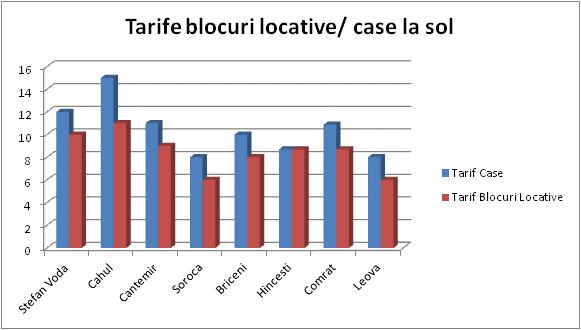 Tarife blocuri locative/ case la sol
16
14
12
10
8
6
4
2
0
Stefan Voda
Cahul
Cantemir
Soroca
Briceni
Hincesti
Comrat
Leova
Tarif Case
Tarif Blocuri Locative